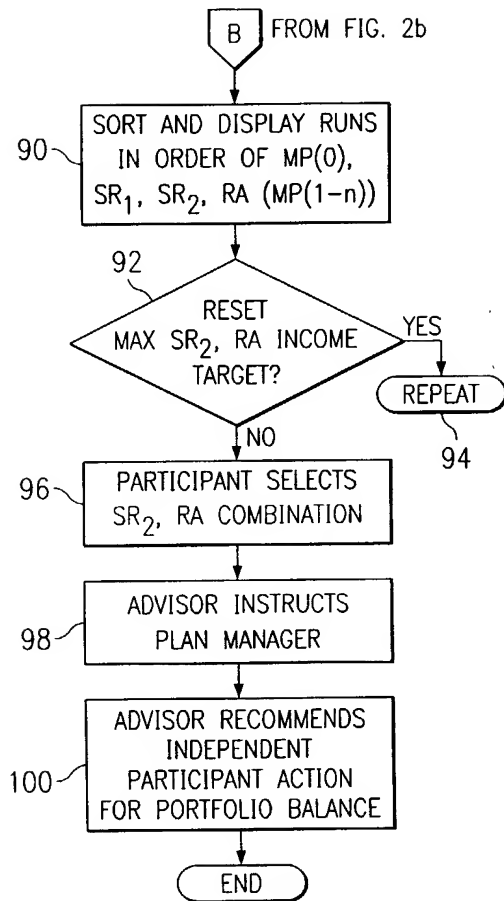 B FROM FIG. 2b
90
SORT AND DISPLAY RUNS
IN ORDER OF MP(0),
SR₁, SR₂, RA (MP(1-n))
92
RESET
MAX SR₂, RA INCOME
TARGET?
YES
REPEAT
94
NO
96
PARTICIPANT SELECTS
SR₂, RA COMBINATION
98
ADVISOR INSTRUCTS
PLAN MANAGER
100
ADVISOR RECOMMENDS
INDEPENDENT
PARTICIPANT ACTION
FOR PORTFOLIO BALANCE
END